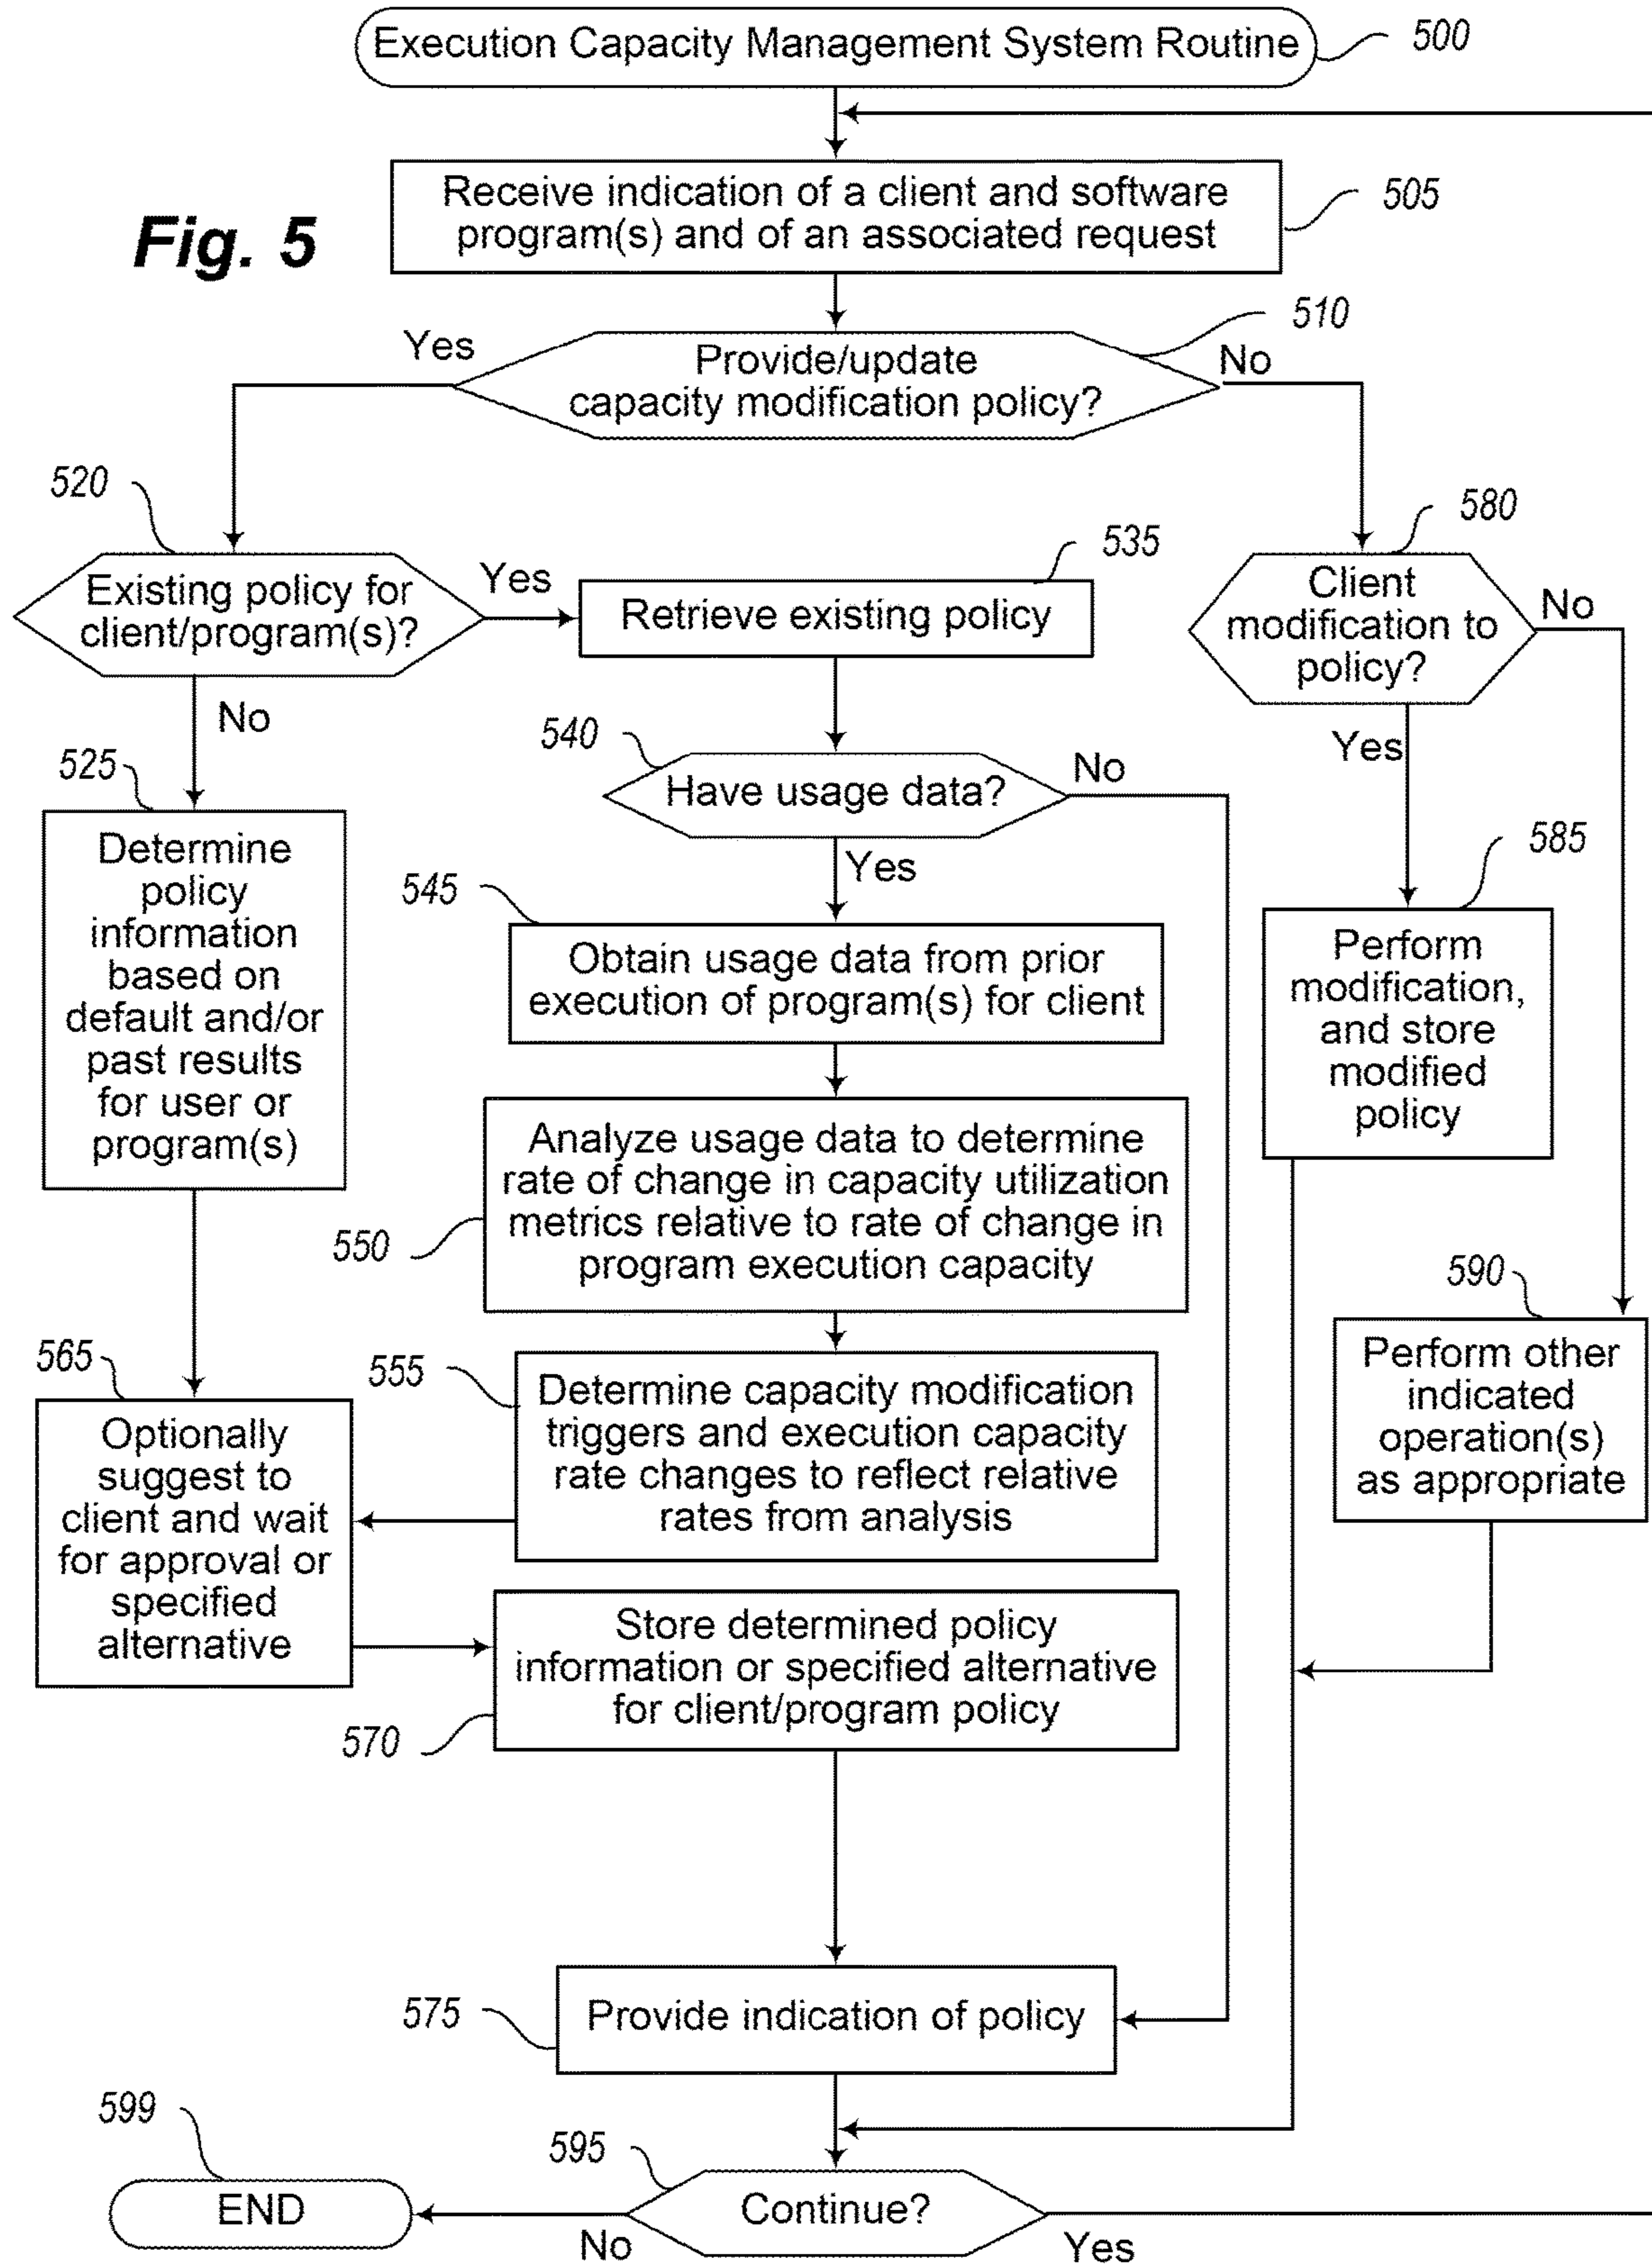 Execution Capacity Management System Routine
500
Fig. 5
Receive indication of a client and software
program(s) and of an associated request
505
510
Yes
Provide/update
capacity modification policy?
No
520
Existing policy for
client/program(s)?
Yes
No
535
Retrieve existing policy
580
Client
modification to
policy?
No
Yes
540
Have usage data?
No
Yes
525
Determine
policy
information
based on
default and/or
past results
for user or
program(s)
545
Obtain usage data from prior
execution of program(s) for client
585
Perform
modification,
and store
modified
policy
550
Analyze usage data to determine
rate of change in capacity utilization
metrics relative to rate of change in
program execution capacity
590
Perform other
indicated
operation(s)
as appropriate
555
Determine capacity modification
triggers and execution capacity
rate changes to reflect relative
rates from analysis
565
Optionally
suggest to
client and wait
for approval or
specified
alternative
Store determined policy
information or specified alternative
for client/program policy
570
575
Provide indication of policy
599
END
595
Continue?
No
Yes